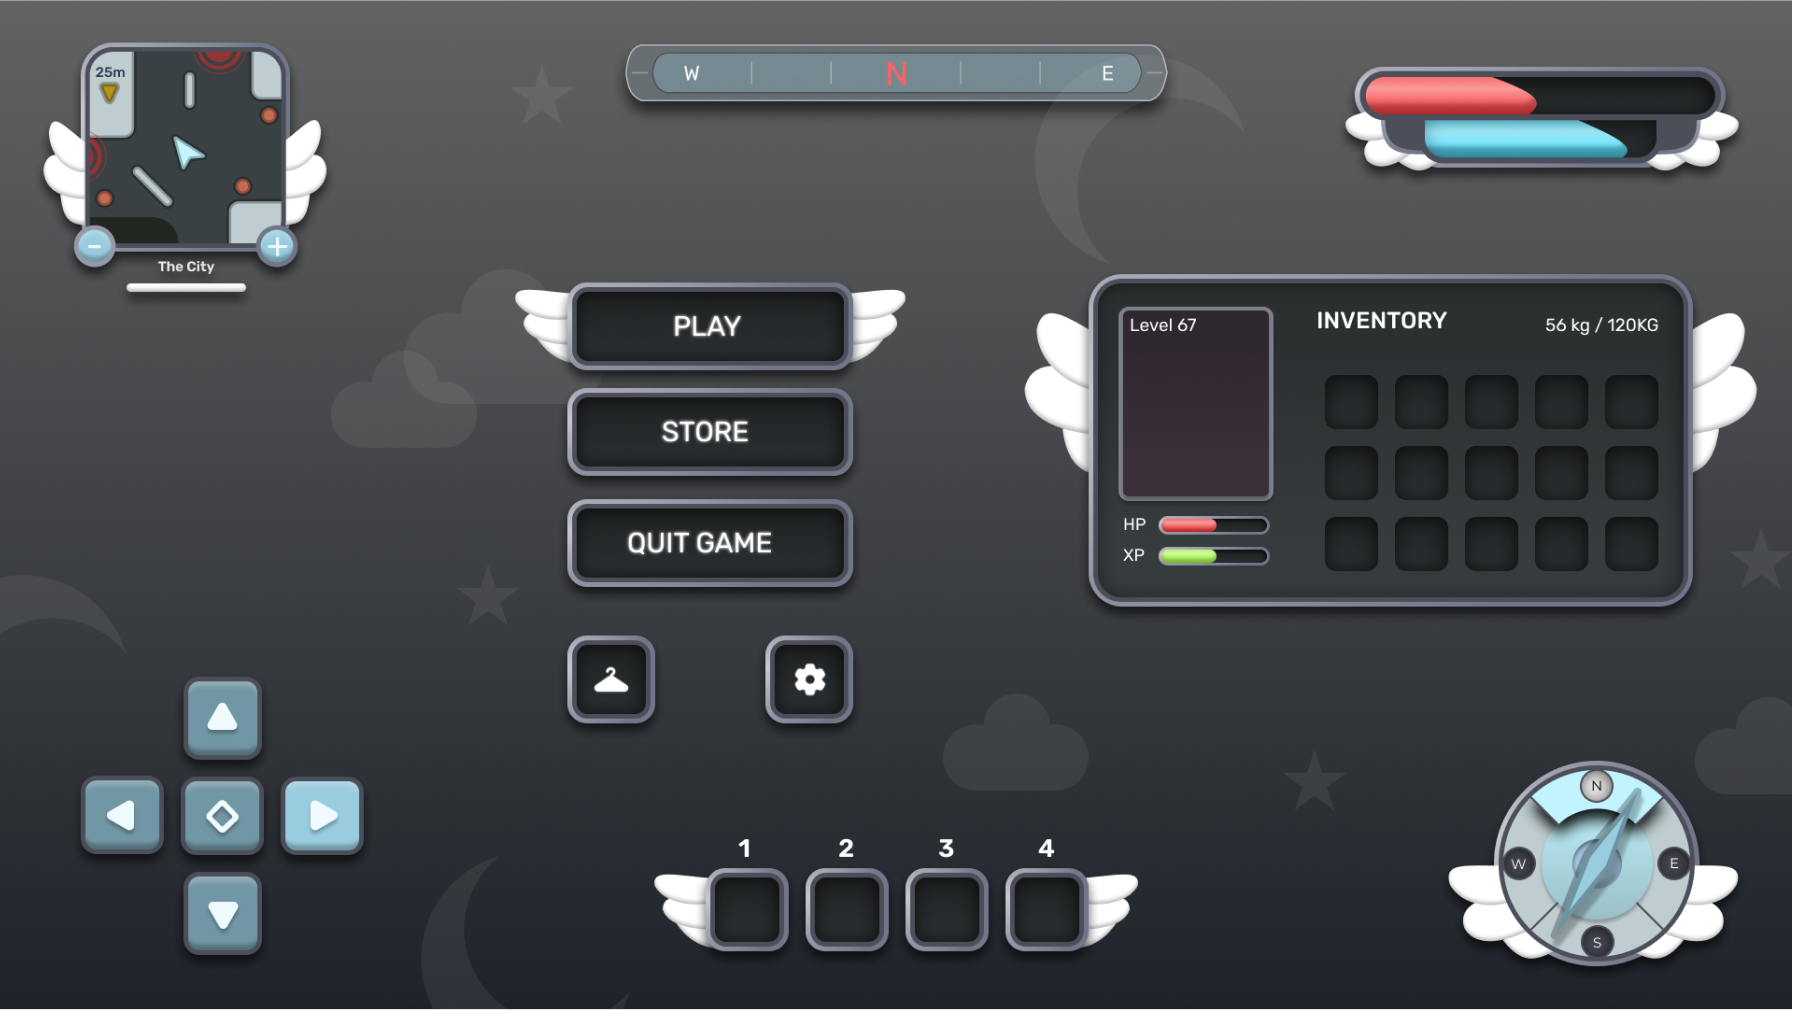 25m
The City
W N E
PLAY
STORE
QUIT GAME
Level 67
INVENTORY
56 kg / 120KG
HP
XP
1 2 3 4
N
W E
S